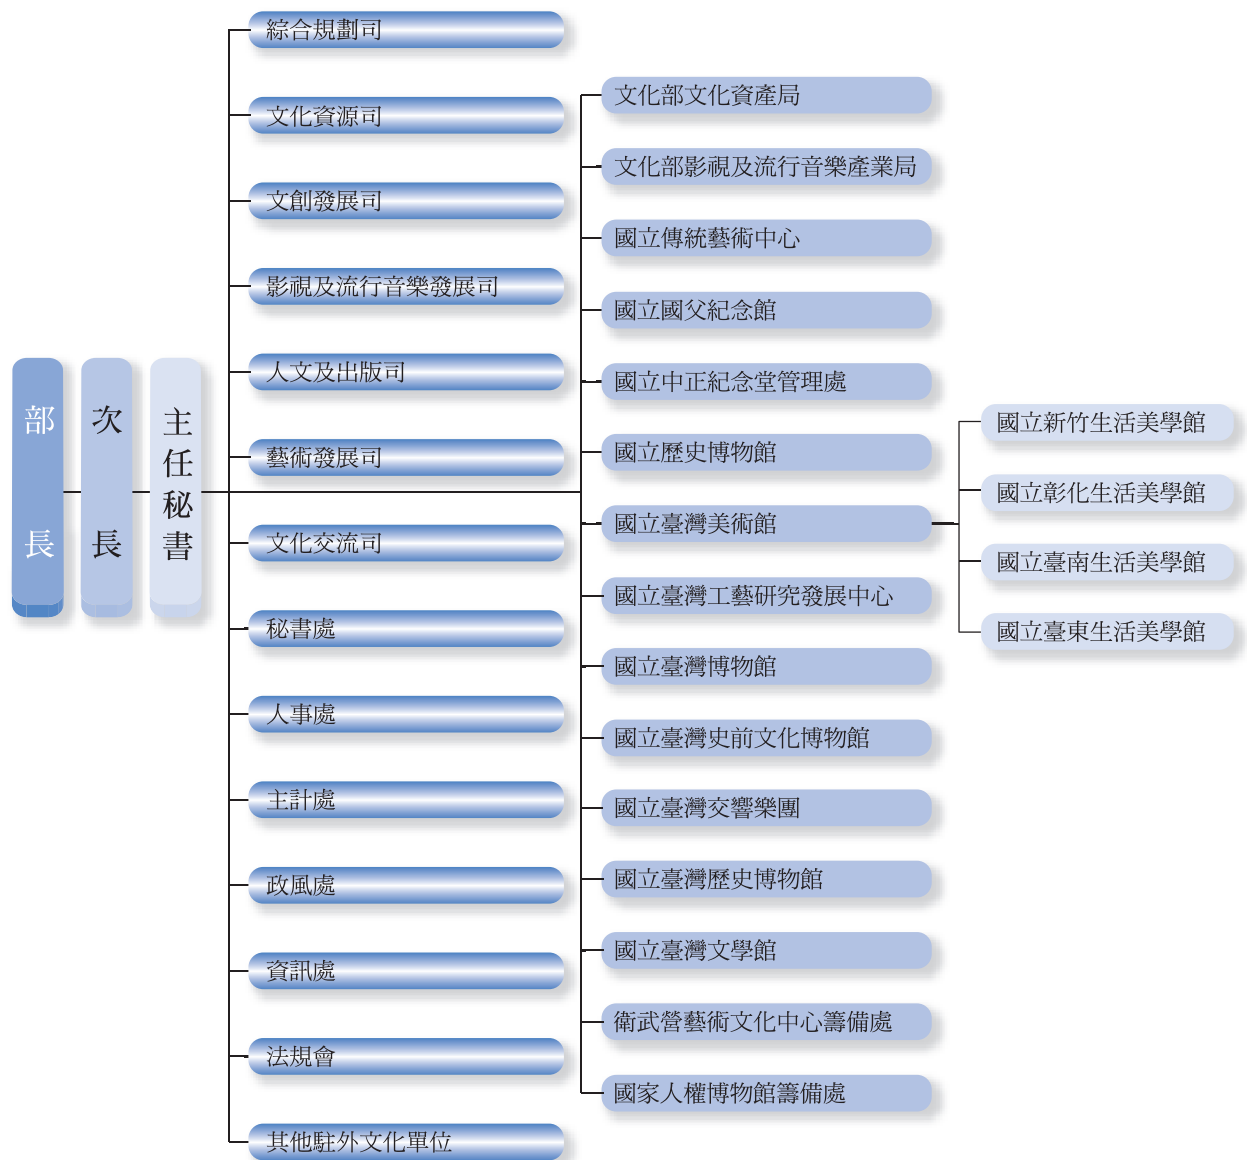 部長
次長
主任秘書
綜合規劃司
文化資源司
文創發展司
影視及流行音樂發展司
人文及出版司
藝術發展司
文化交流司
秘書處
人事處
主計處
政風處
資訊處
法規會
其他駐外文化單位
文化部文化資產局
文化部影視及流行音樂產業局
國立傳統藝術中心
國立國父紀念館
國立中正紀念堂管理處
國立歷史博物館
國立臺灣美術館
國立臺灣工藝研究發展中心
國立臺灣博物館
國立臺灣史前文化博物館
國立臺灣交響樂團
國立臺灣歷史博物館
國立臺灣文學館
衛武營藝術文化中心籌備處
國家人權博物館籌備處
國立新竹生活美學館
國立彰化生活美學館
國立臺南生活美學館
國立臺東生活美學館